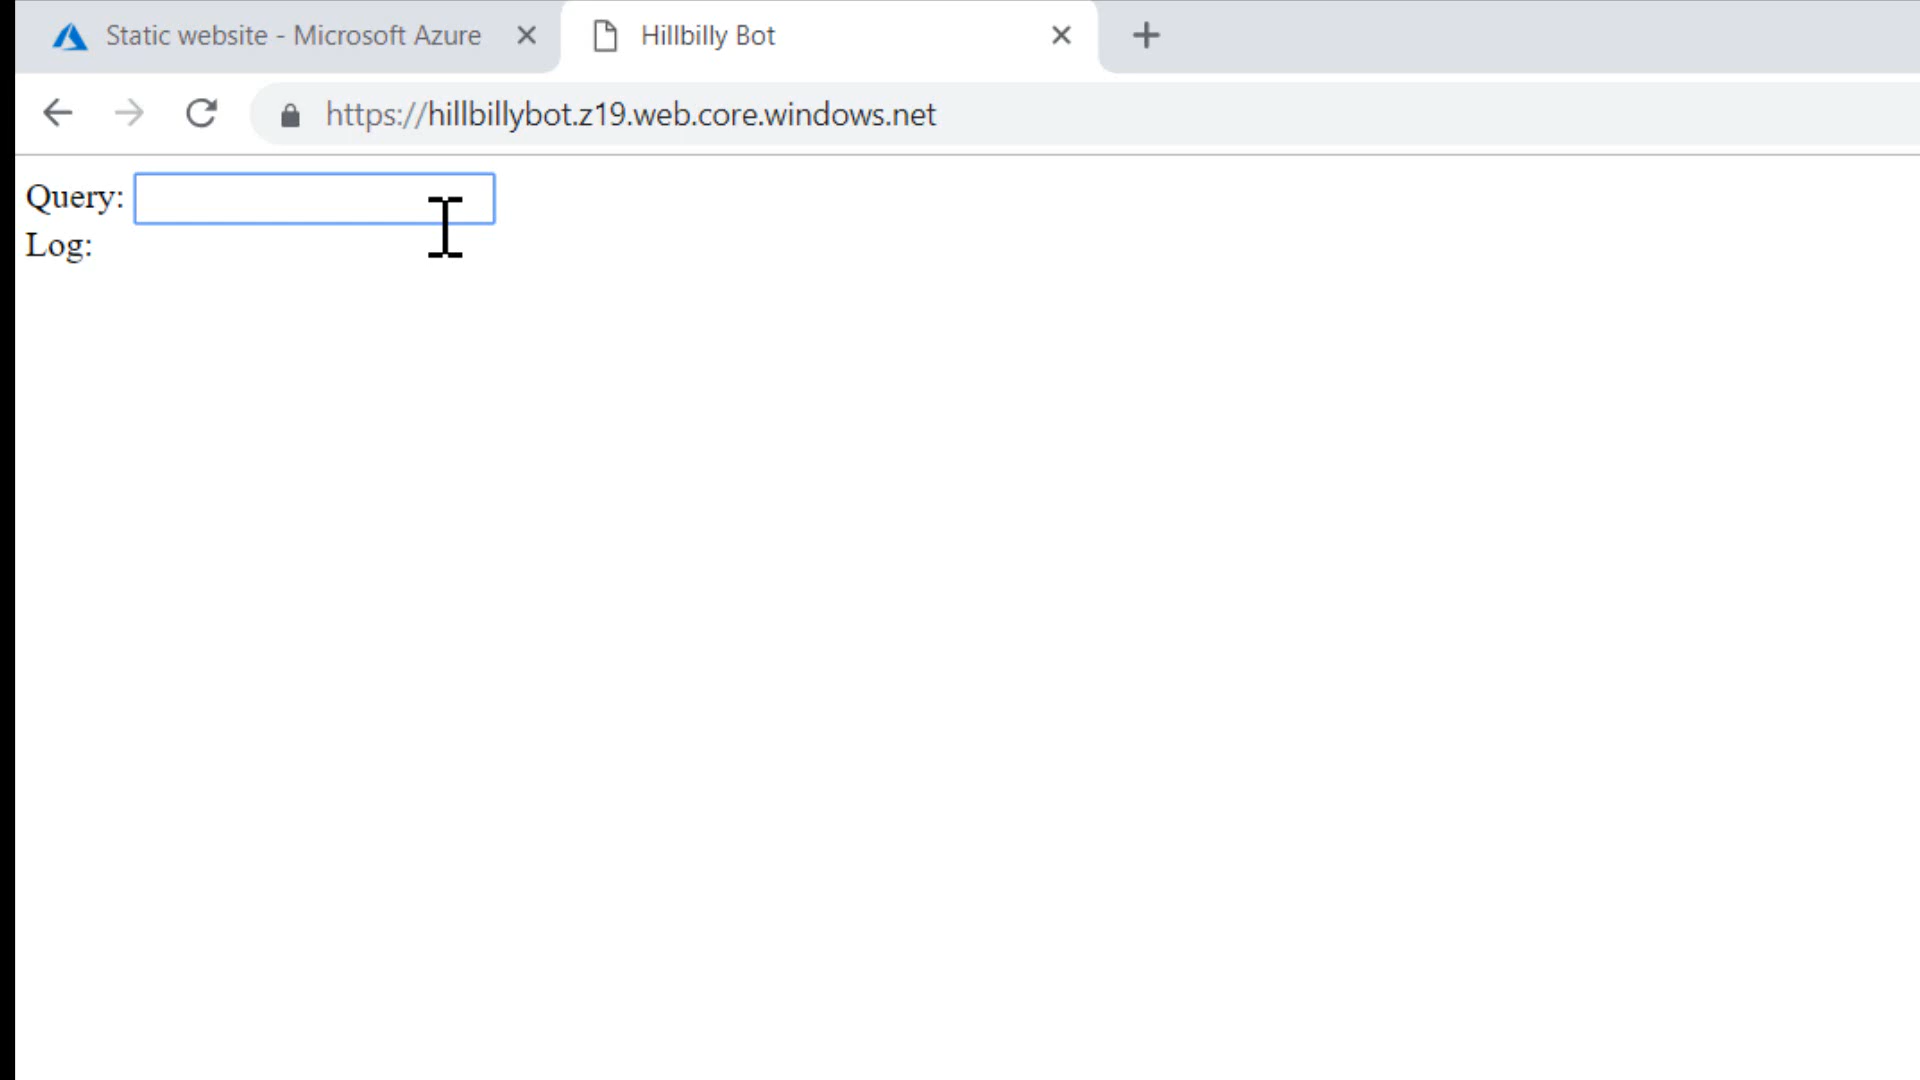 Static website - Microsoft Azure
Hillbilly Bot
https://hillbillybot.z19.web.core.windows.net
Query:
Log: